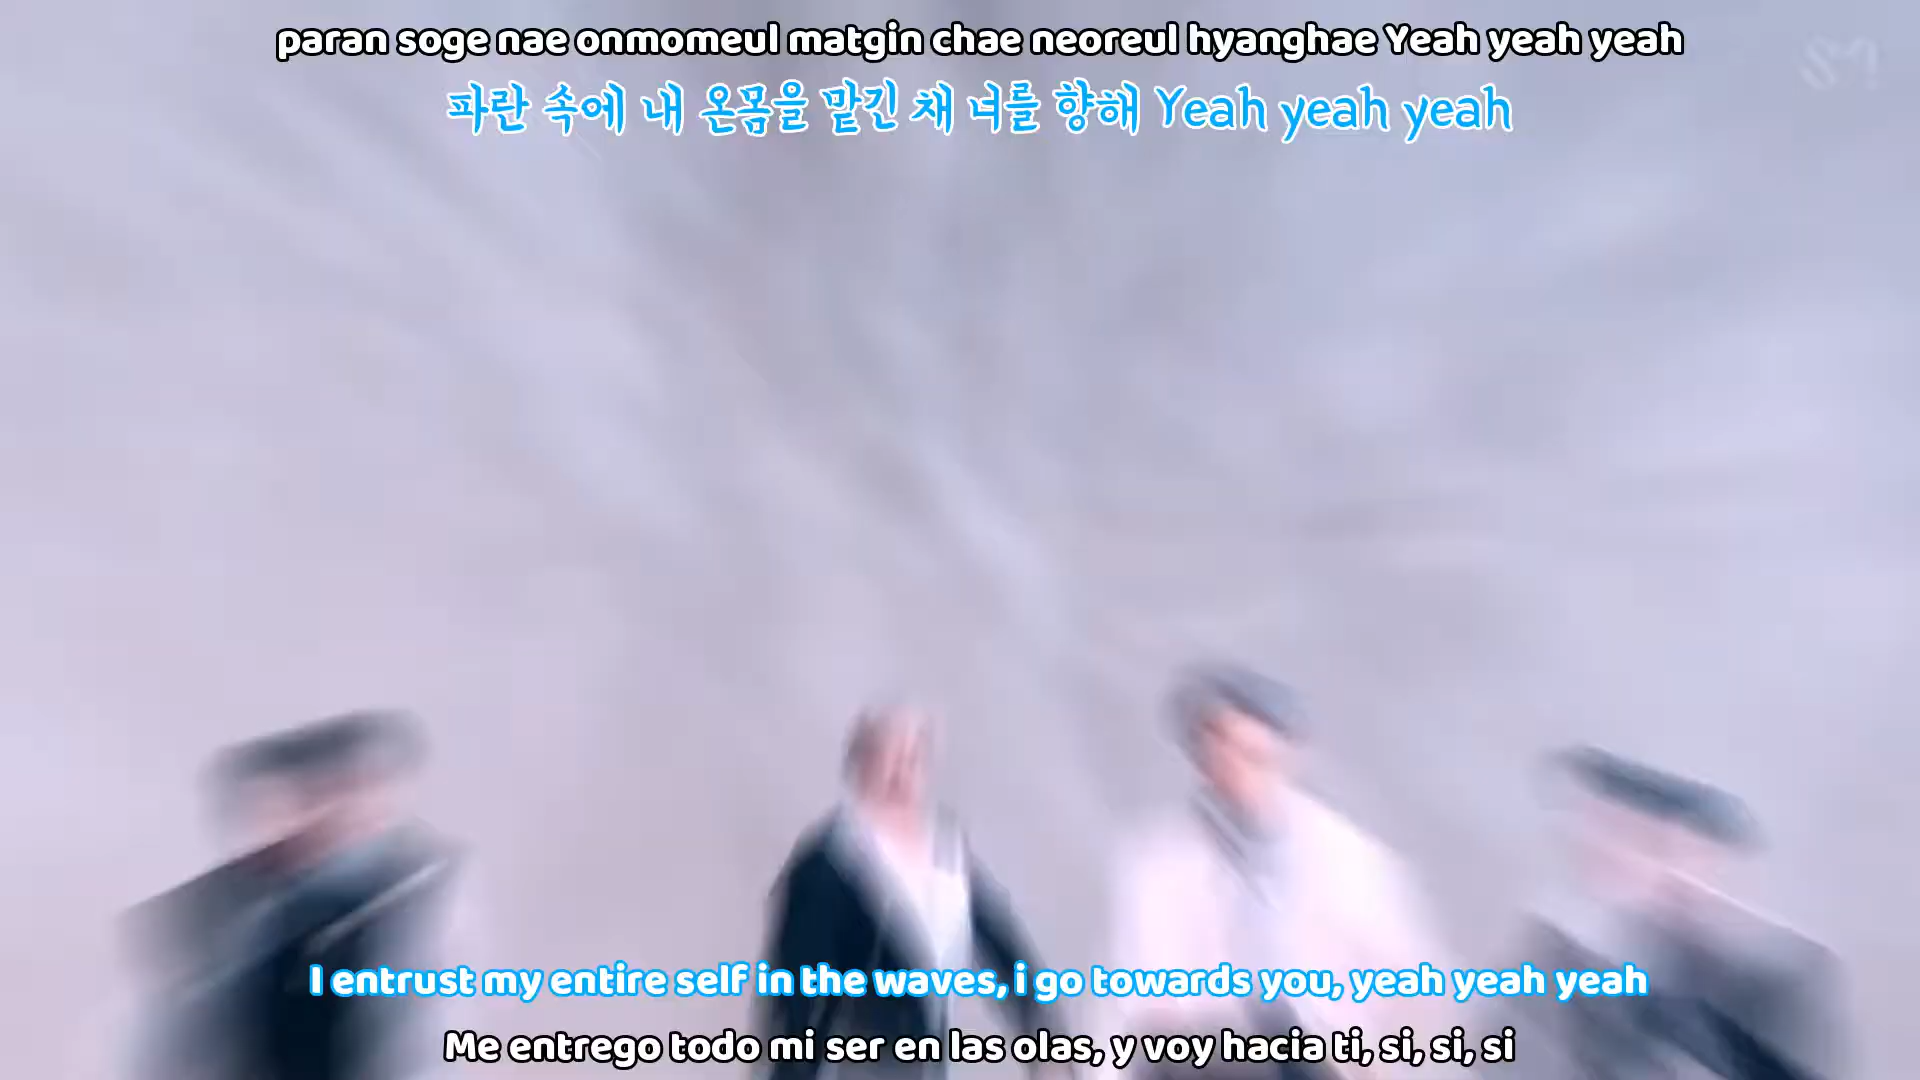 paran soge nae onmomeul matgin chae neoreul hyanghae Yeah yeah yeah
SM!
파란 속에 내 온몸을 맡긴 채 너를 향해 Yeah yeah yeah
I entrust my entire self in the waves, i go towards you, yeah yeah yeah
Me entrego todo mi ser en las olas, y voy hacia ti, si, si, si